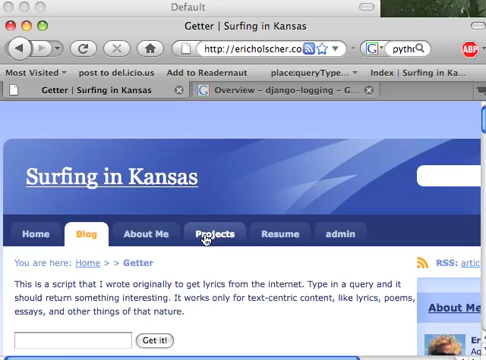 Default
Getter | Surfing in Kansas
http://ericholscher.co
pytho
ABP
Most Visited
post to del.icio.us
Add to Readernaut
place:queryType...
Index | Surfing in Ka...
Getter | Surfing in Kansas
Overview – django-logging – G...
Surfing in Kansas
Home
Blog
About Me
Projects
Resume
admin
You are here: Home > > Getter
RSS: artic
This is a script that I wrote originally to get lyrics from the internet. Type in a query and it
should return something interesting. It works only for text-centric content, like lyrics, poems,
essays, and other things of that nature.
About Me
Get it!
Er